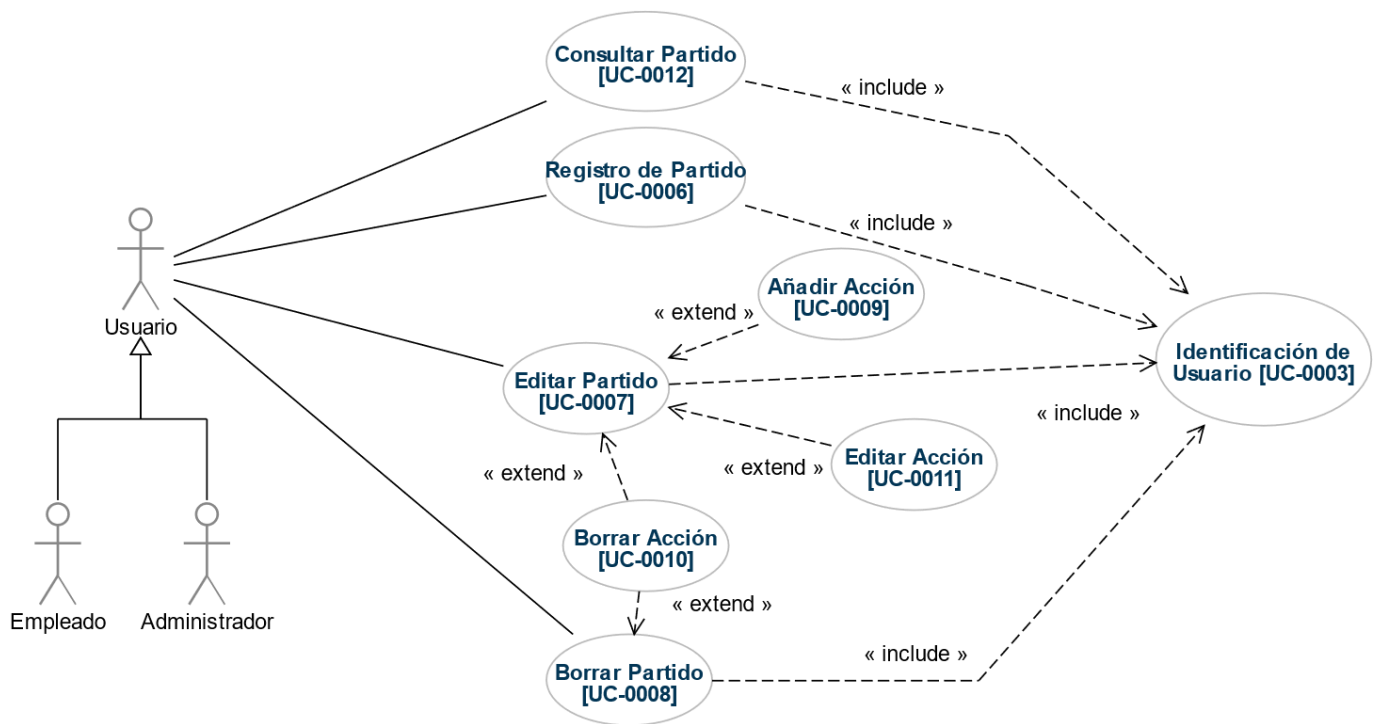 Consultar Partido
[UC-0012]
« include »
Registro de Partido
[UC-0006]
« include »
Añadir Acción
[UC-0009]
« extend »
Usuario
Identificación de
Usuario [UC-0003]
Editar Partido
[UC-0007]
« include »
Editar Acción
[UC-0011]
« extend »
« extend »
Borrar Acción
[UC-0010]
« extend »
Empleado
Administrador
« include »
Borrar Partido
[UC-0008]